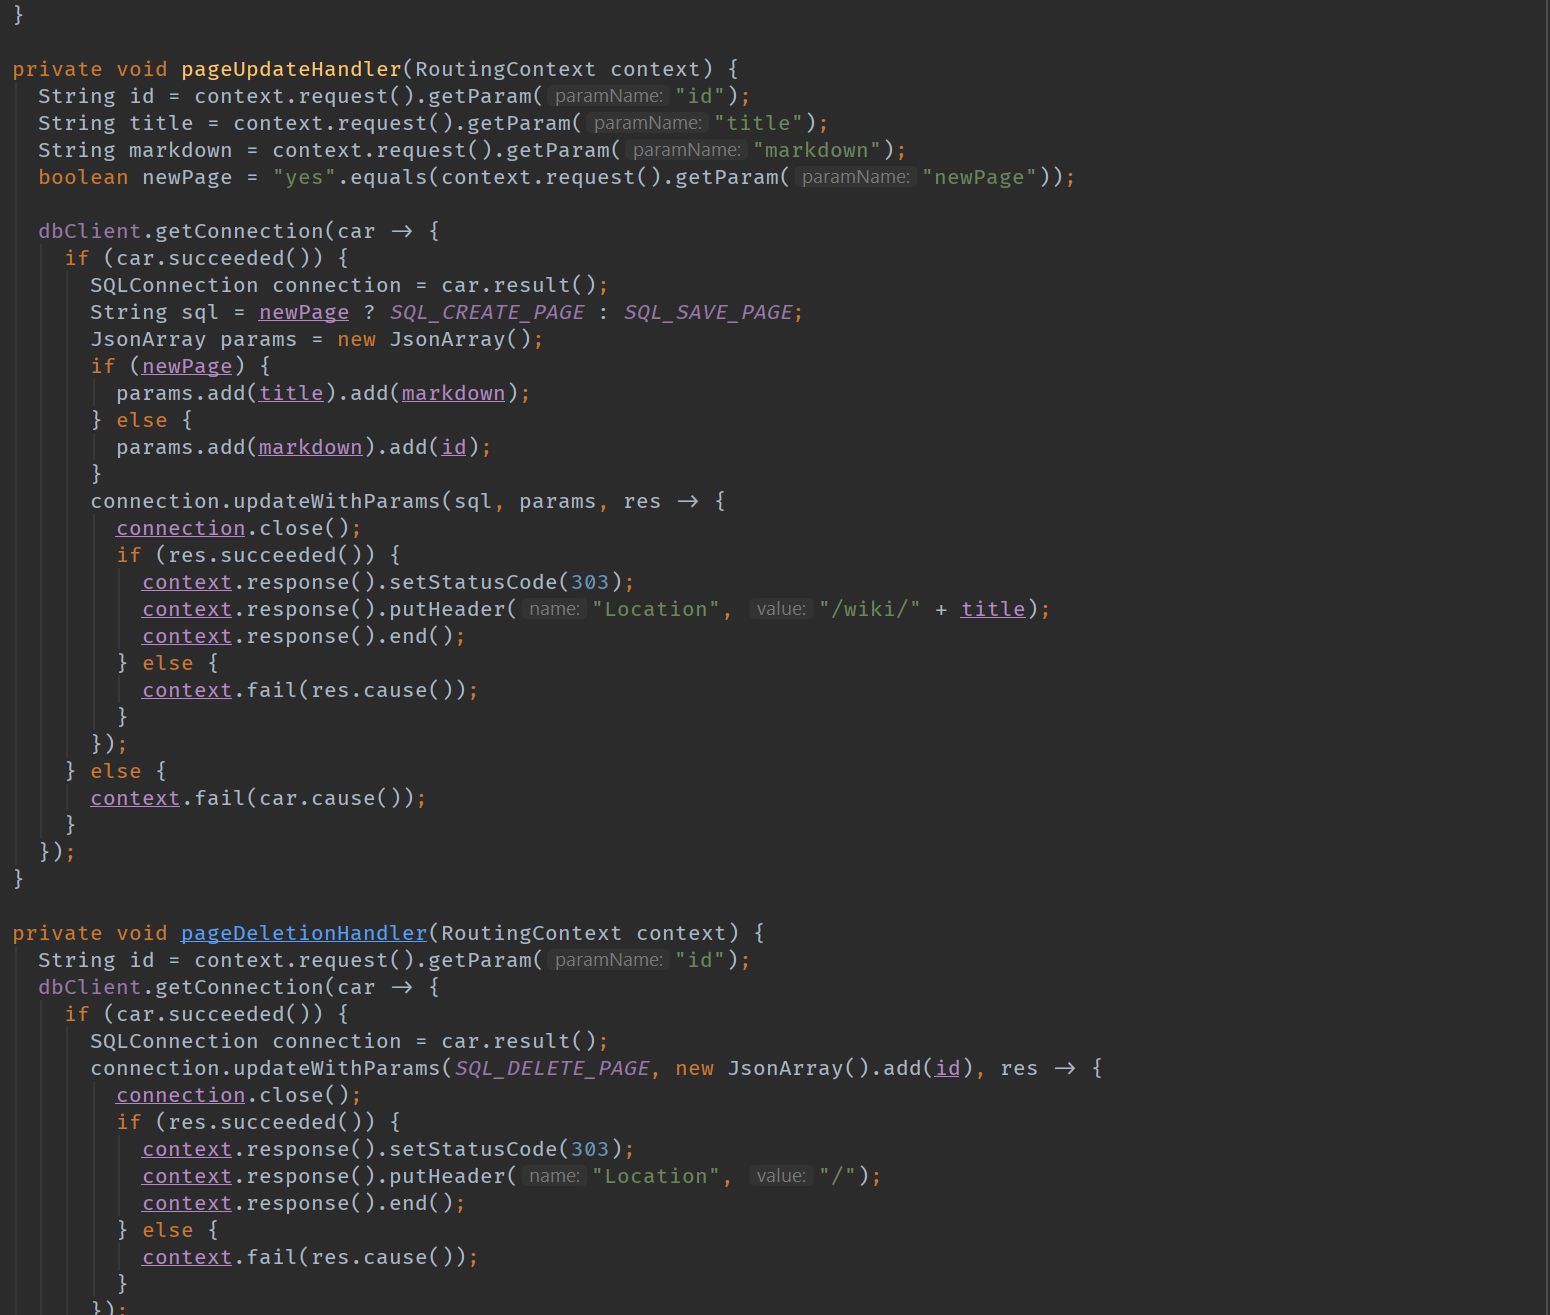 }

private void pageUpdateHandler(RoutingContext context) {
  String id = context.request().getParam( paramName: "id");
  String title = context.request().getParam( paramName: "title");
  String markdown = context.request().getParam( paramName: "markdown");
  boolean newPage = "yes".equals(context.request().getParam( paramName: "newPage"));

  dbClient.getConnection(car → {
    if (car.succeeded()) {
      SQLConnection connection = car.result();
      String sql = newPage ? SQL_CREATE_PAGE : SQL_SAVE_PAGE;
      JsonArray params = new JsonArray();
      if (newPage) {
        params.add(title).add(markdown);
      } else {
        params.add(markdown).add(id);
      }
      connection.updateWithParams(sql, params, res → {
        connection.close();
        if (res.succeeded()) {
          context.response().setStatusCode(303);
          context.response().putHeader( name: "Location", value: "/wiki/" + title);
          context.response().end();
        } else {
          context.fail(res.cause());
        }
      });
    } else {
      context.fail(car.cause());
    }
  });
}

private void pageDeletionHandler(RoutingContext context) {
  String id = context.request().getParam( paramName: "id");
  dbClient.getConnection(car → {
    if (car.succeeded()) {
      SQLConnection connection = car.result();
      connection.updateWithParams(SQL_DELETE_PAGE, new JsonArray().add(id), res → {
        connection.close();
        if (res.succeeded()) {
          context.response().setStatusCode(303);
          context.response().putHeader( name: "Location", value: "/");
          context.response().end();
        } else {
          context.fail(res.cause());
        }
      });